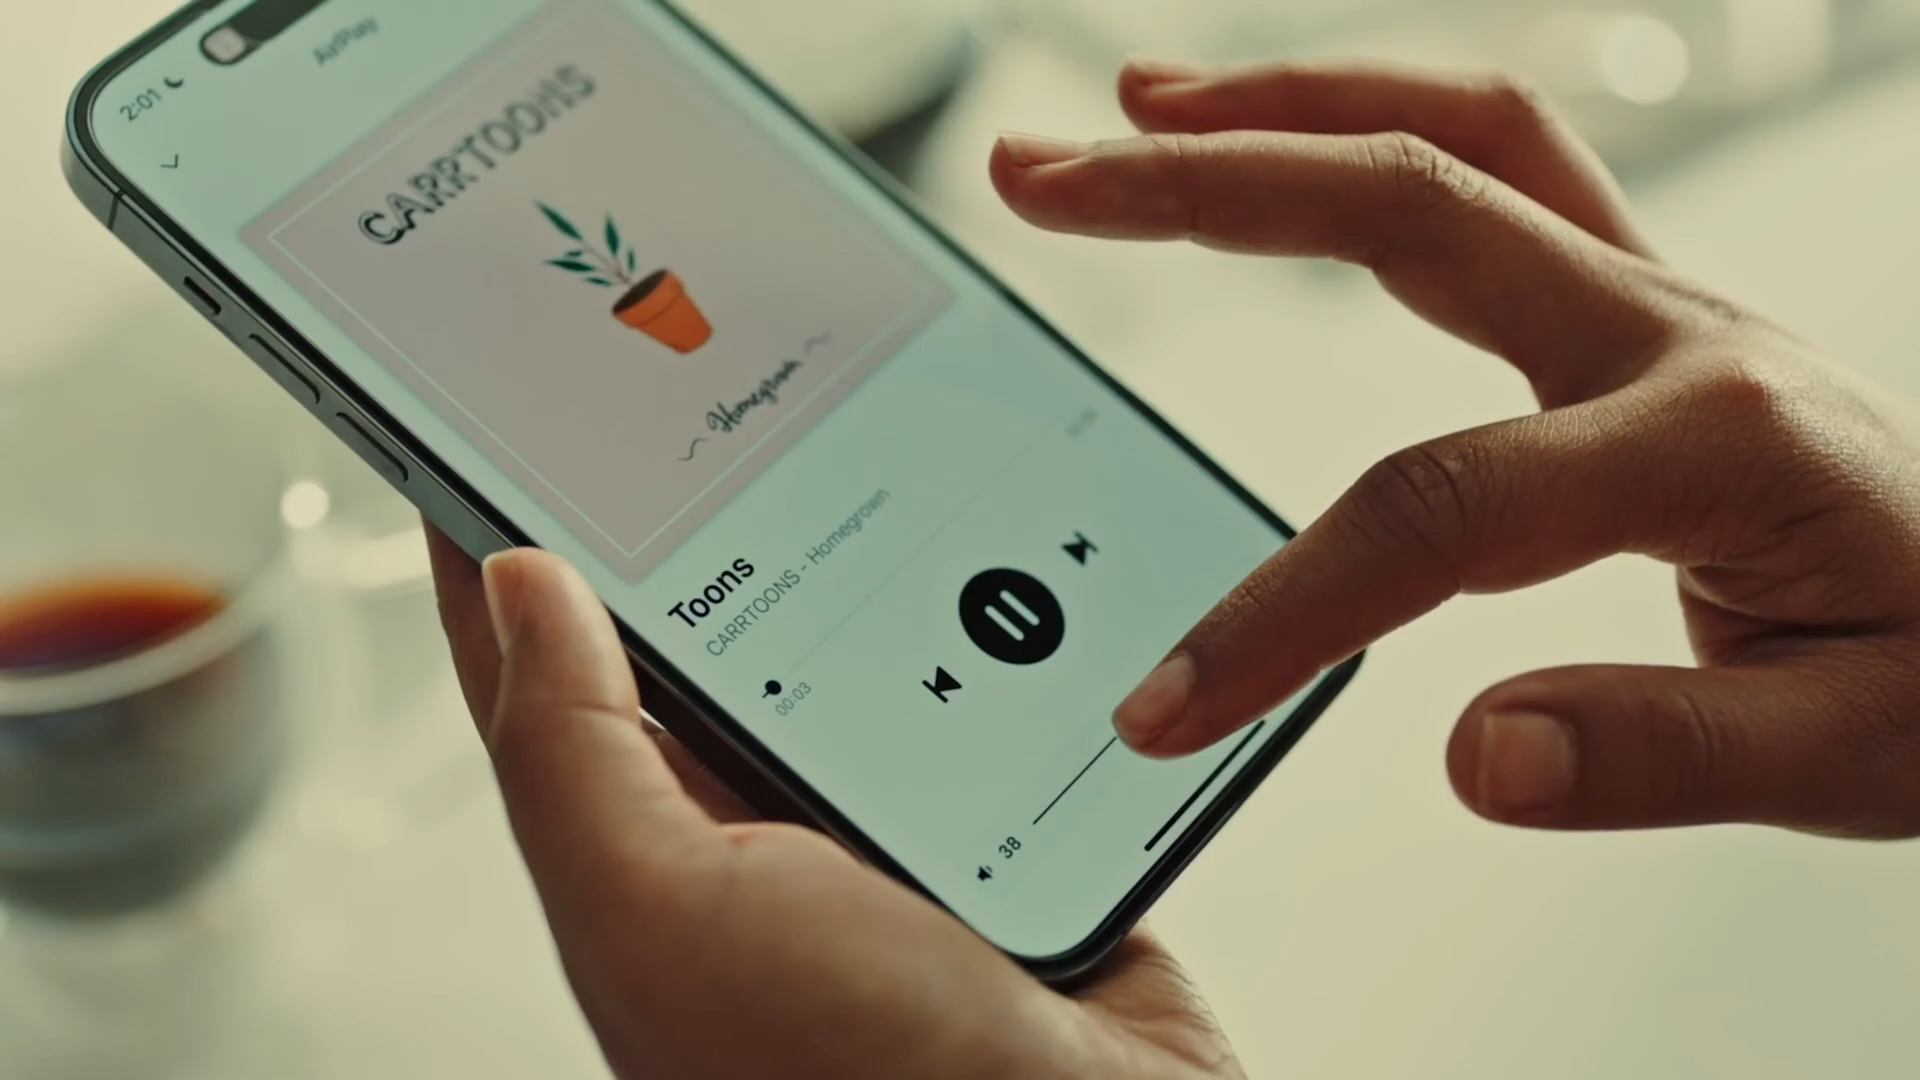 2:01
AirPlay
CARRTOONS
Homegrown
Toons
CARRTOONS - Homegrown
00:03
38